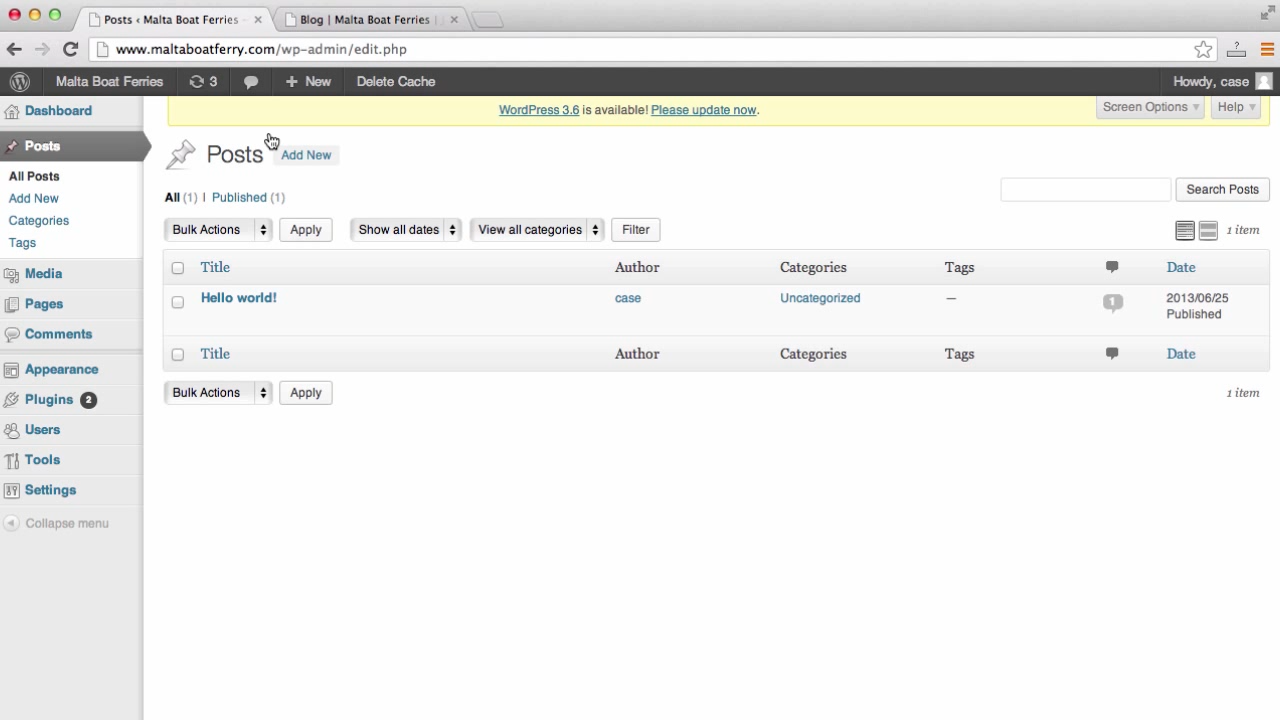 Posts ‹ Malta Boat Ferries -
Blog | Malta Boat Ferries |
www.maltaboatferry.com/wp-admin/edit.php
Malta Boat Ferries 3 + New Delete Cache Howdy, case
WordPress 3.6 is available! Please update now.
Screen Options Help
Dashboard
Posts
All Posts
Add New
Categories
Tags
Media
Pages
Comments
Appearance
Plugins 2
Users
Tools
Settings
Collapse menu
Posts Add New
All (1) | Published (1)
Search Posts
Bulk Actions Apply Show all dates View all categories Filter 1 item
Title Author Categories Tags Date
Hello world! case Uncategorized — 1 2013/06/25
Published
Title Author Categories Tags Date
Bulk Actions Apply 1 item